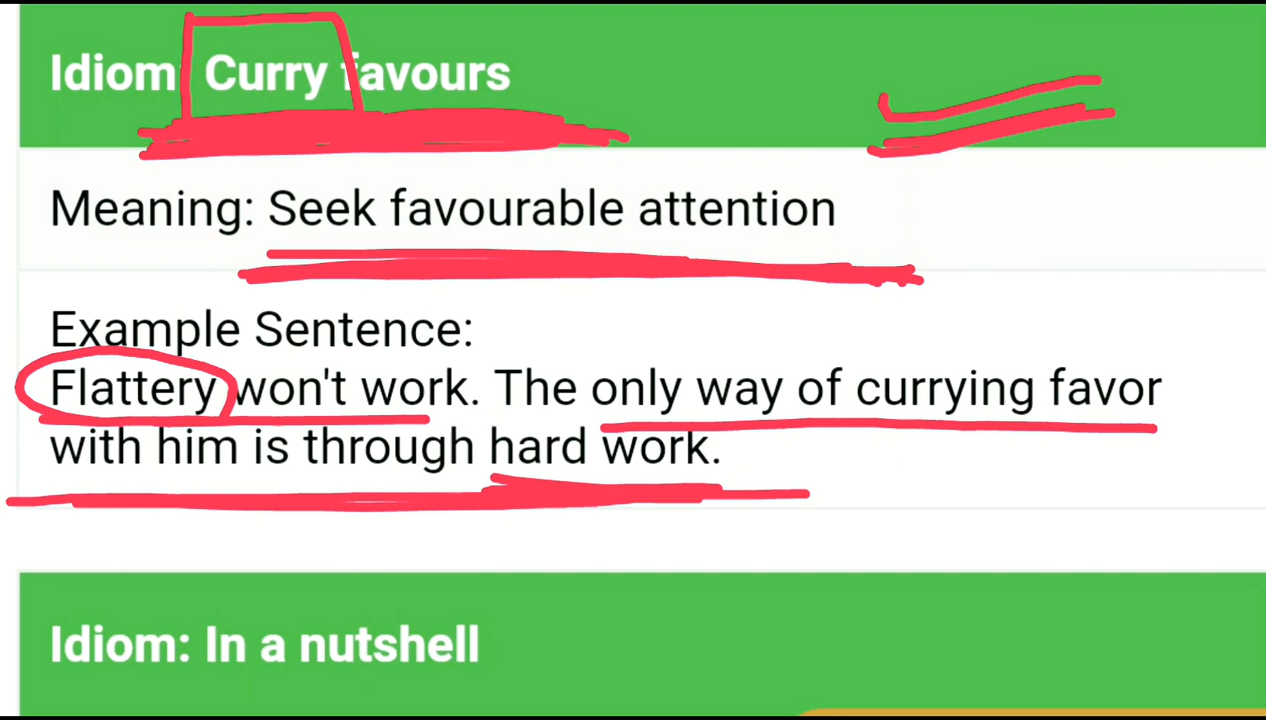 Idiom: Curry favours
Meaning: Seek favourable attention
Example Sentence:
Flattery won't work. The only way of currying favor
with him is through hard work.
Idiom: In a nutshell